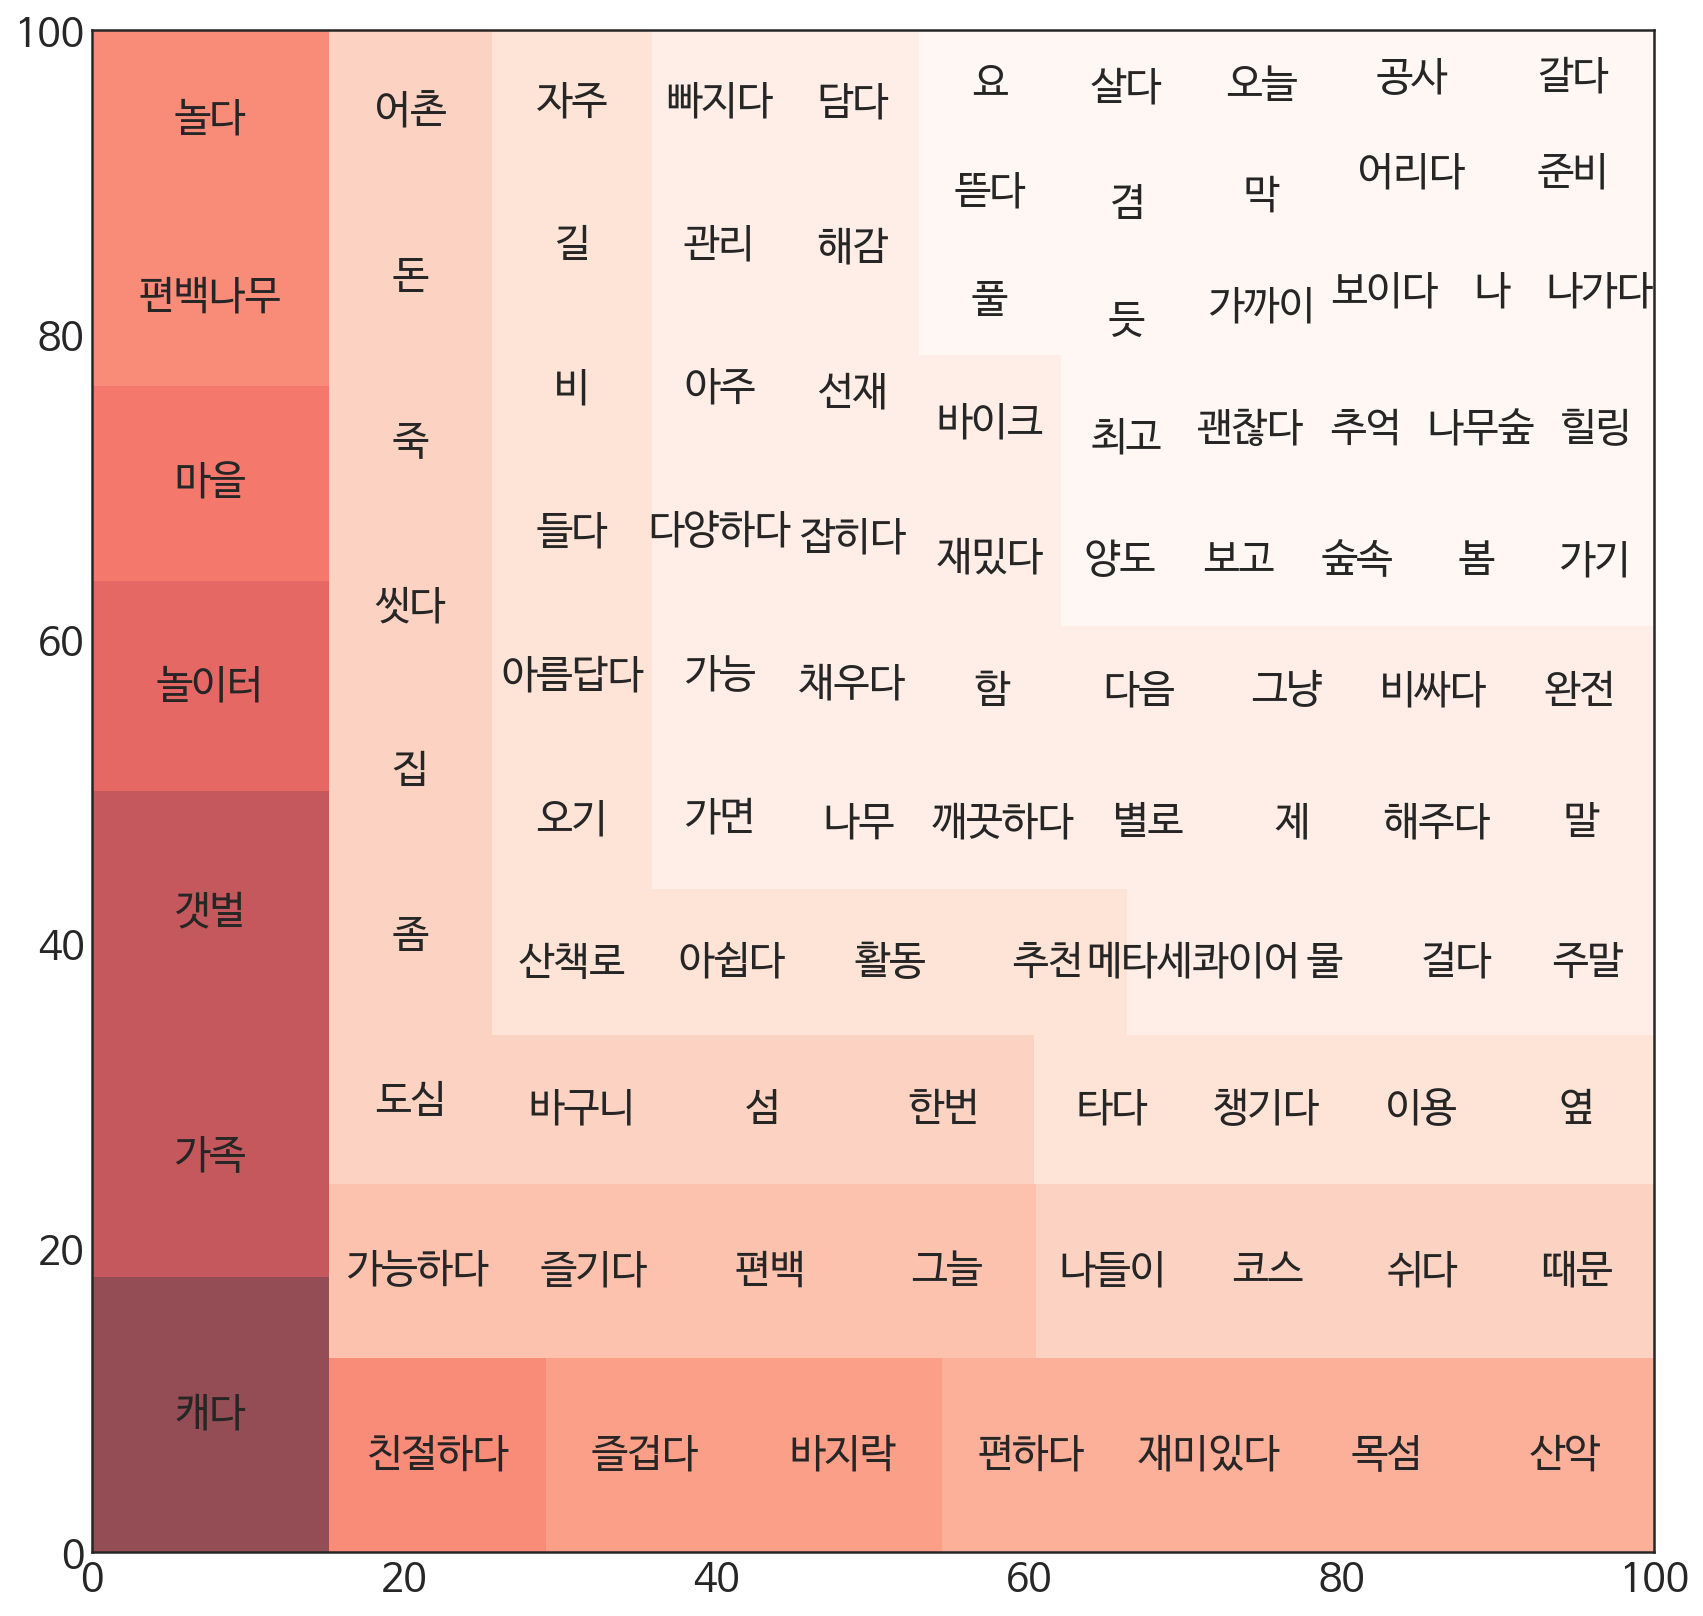 100
놀다 어촌 자주 빠지다 담다 요 살다 오늘 공사 갈다
뜯다 겸 막 어리다 준비
편백나무 돈 길 관리 해감 풀 듯 가까이 보이다 나 나가다
80
마을 죽 비 아주 선재 바이크 최고 괜찮다 추억 나무숲 힐링
씻다 들다 다양하다 잡히다 재밌다 양도 보고 숲속 봄 가기
60
놀이터 집 아름답다 가능 채우다 함 다음 그냥 비싸다 완전
오기 가면 나무 깨끗하다 별로 제 해주다 말
갯벌 좀
40
산책로 아쉽다 활동 추천 메타세콰이어 물 걸다 주말
가족 도심 바구니 섬 한번 타다 챙기다 이용 옆
20
가능하다 즐기다 편백 그늘 나들이 코스 쉬다 때문
캐다 친절하다 즐겁다 바지락 편하다 재미있다 목섬 산악
0
0 20 40 60 80 100